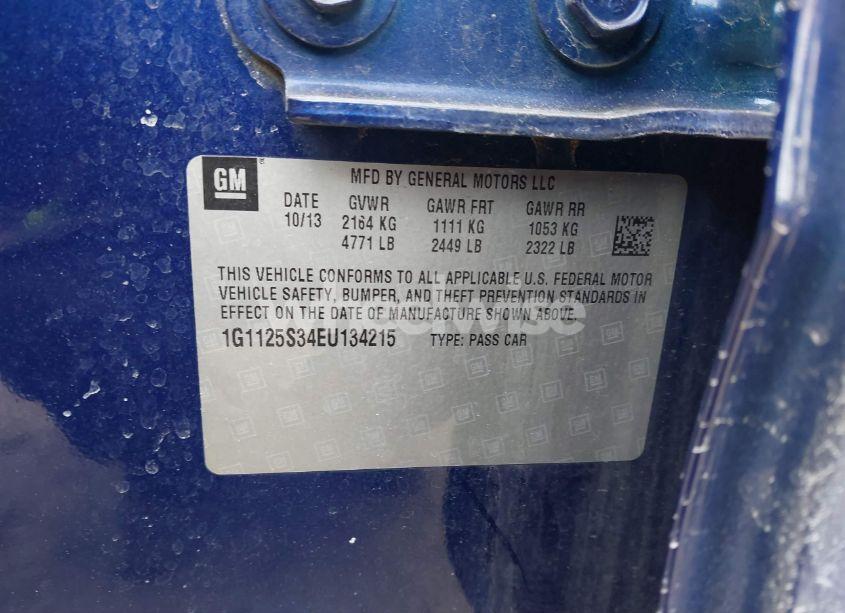 GM
MFD BY GENERAL MOTORS LLC
DATE GVWR GAWR FRT GAWR RR
10/13 2164 KG 1111 KG 1053 KG
4771 LB 2449 LB 2322 LB
THIS VEHICLE CONFORMS TO ALL APPLICABLE U.S. FEDERAL MOTOR
VEHICLE SAFETY, BUMPER, AND THEFT PREVENTION STANDARDS IN
EFFECT ON THE DATE OF MANUFACTURE SHOWN ABOVE.
1G1125S34EU134215 TYPE: PASS CAR